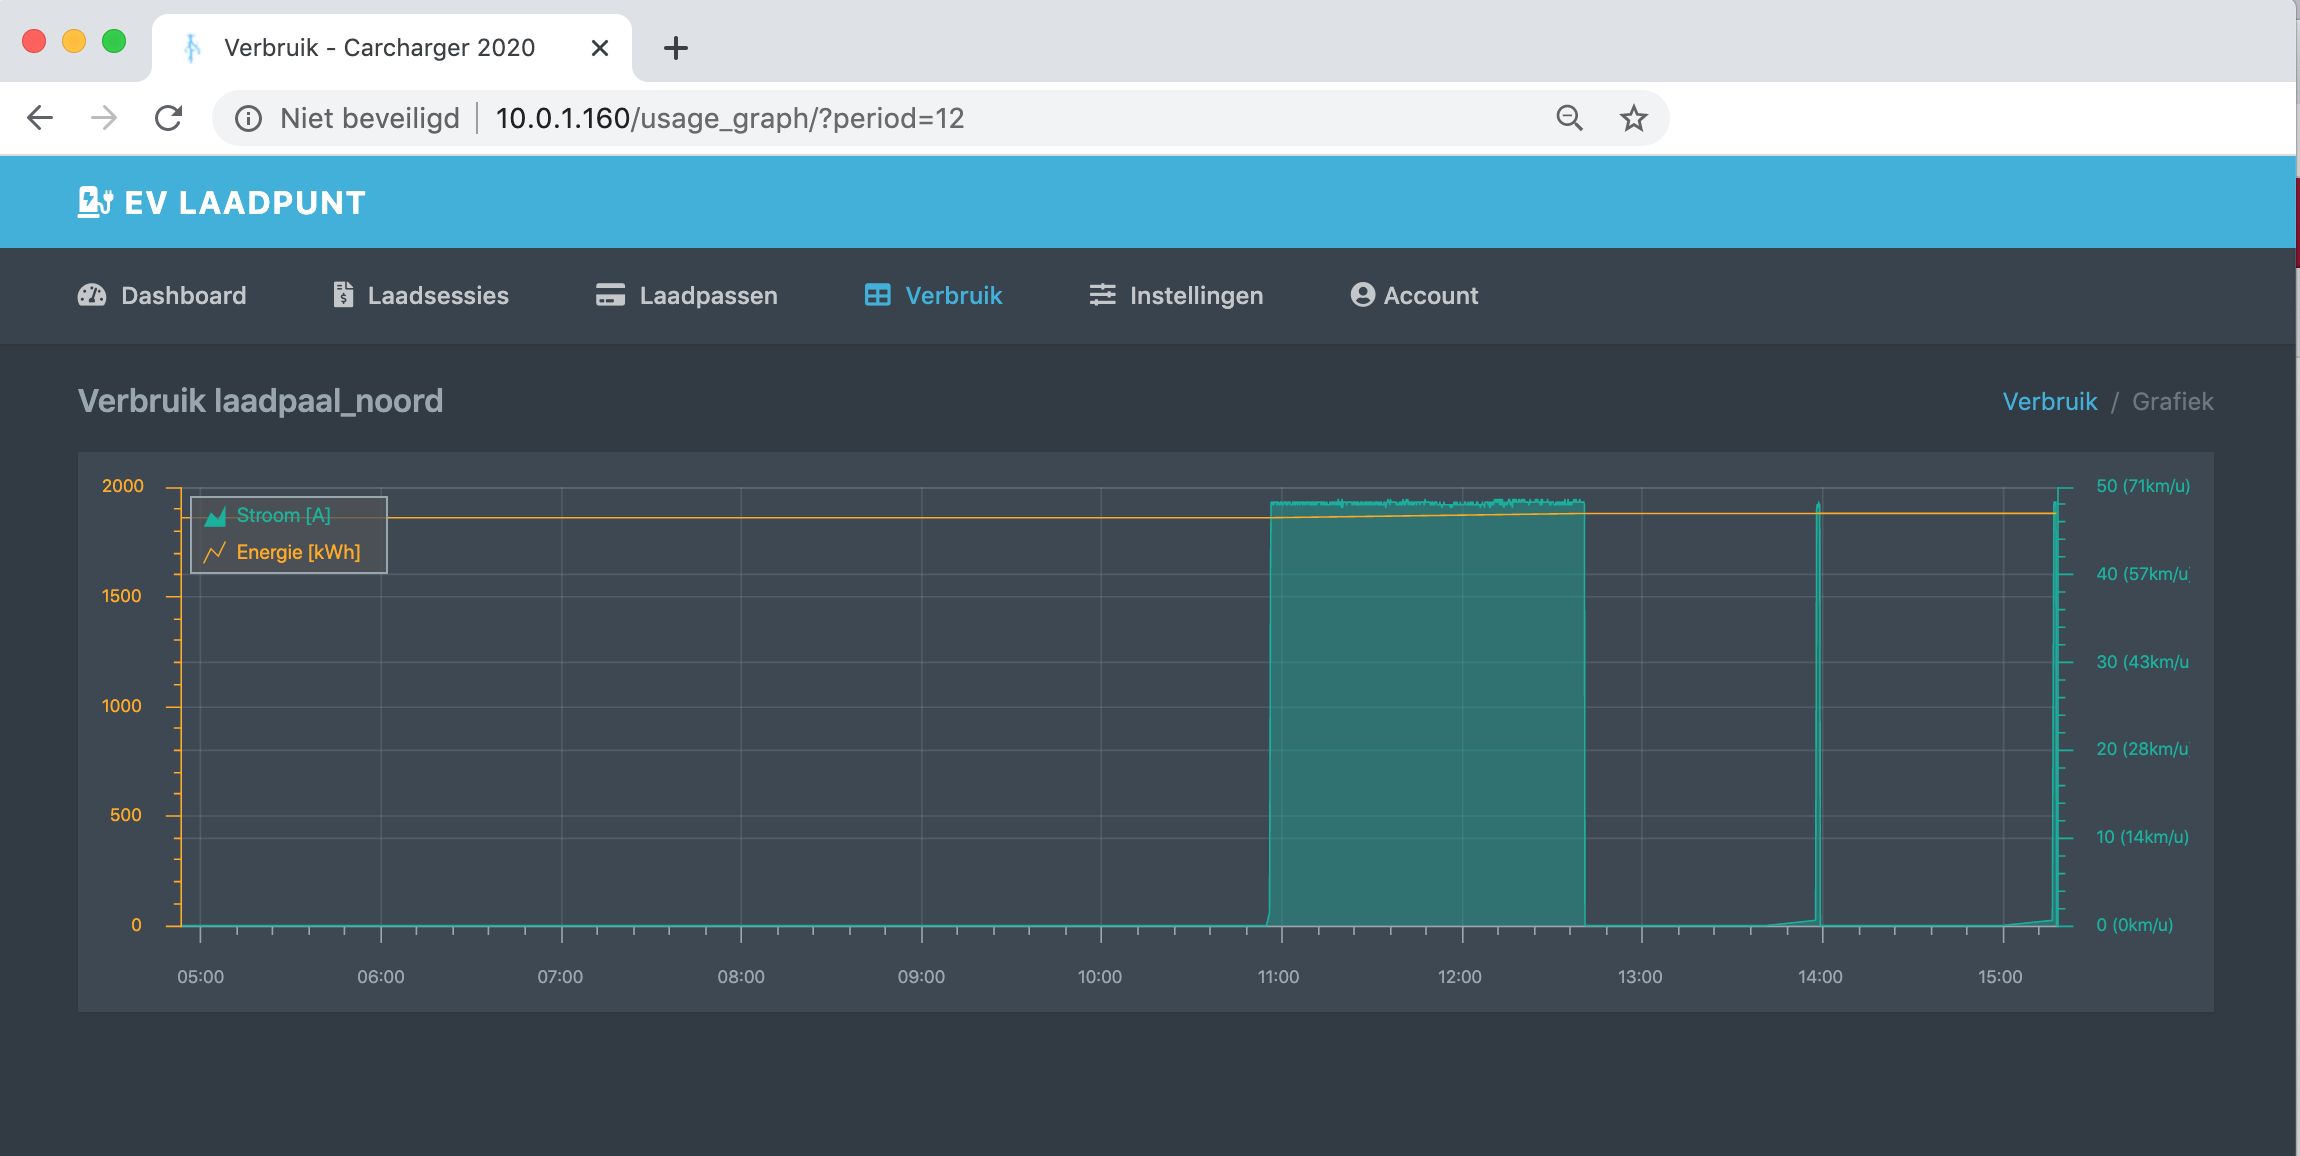 Verbruik - Carcharger 2020
Niet beveiligd 10.0.1.160/usage_graph/?period=12
EV LAADPUNT
Dashboard Laadsessies Laadpassen Verbruik Instellingen Account
Verbruik laadpaal_noord
Verbruik / Grafiek
Stroom [A]
Energie [kWh]
2000
1500
1000
500
0
50 (71km/u)
40 (57km/u)
30 (43km/u
20 (28km/u
10 (14km/u)
0 (0km/u)
05:00 06:00 07:00 08:00 09:00 10:00 11:00 12:00 13:00 14:00 15:00